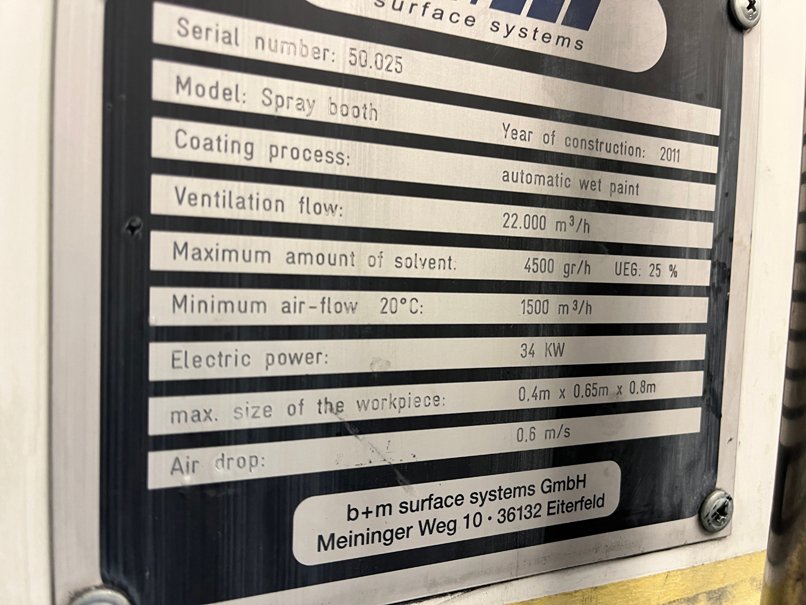 surface systems
Serial number: 50.025
Model: Spray booth
Year of construction: 2011
Coating process: automatic wet paint
Ventilation flow: 22.000 m³/h
Maximum amount of solvent. 4500 gr/h UEG: 25 %
Minimum air-flow 20°C: 1500 m³/h
Electric power: 34 KW
max. size of the workpiece: 0,4m x 0.65m x 0,8m
Air drop: 0.6 m/s
b+m surface systems GmbH
Meininger Weg 10 • 36132 Eiterfeld